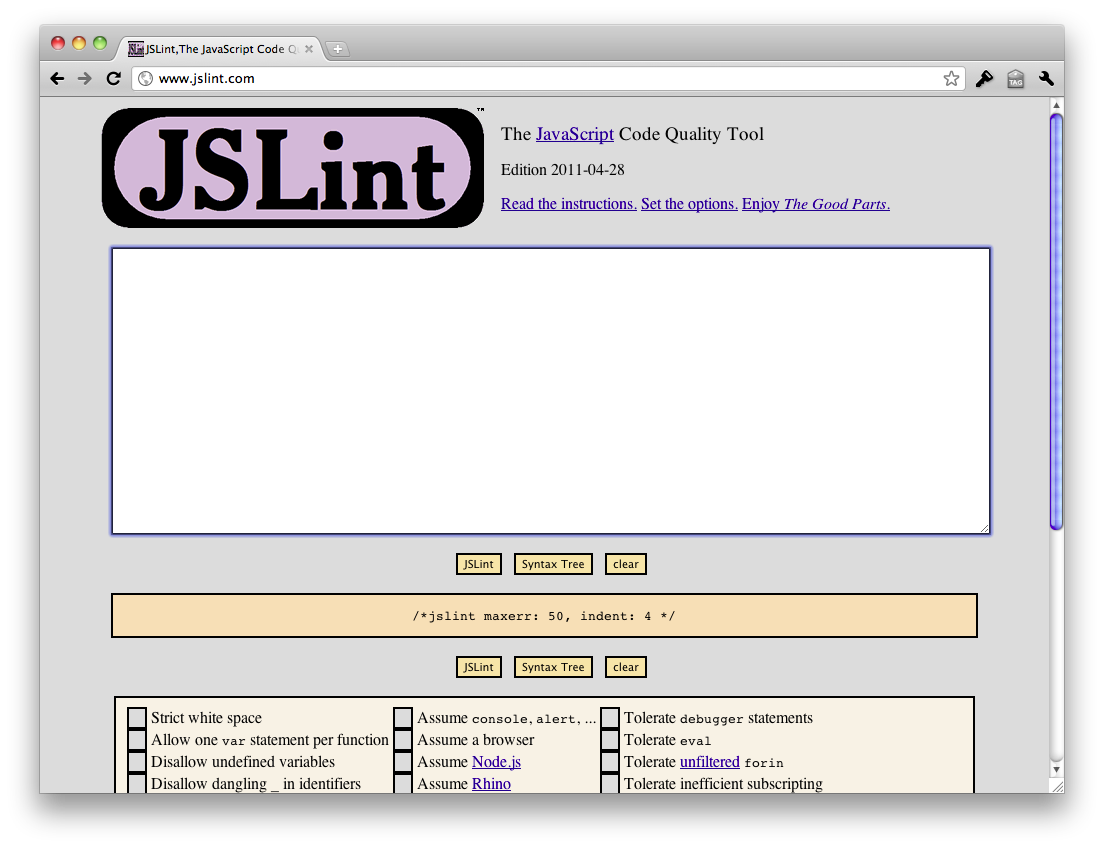 JSLint,The JavaScript Code Q
www.jslint.com
TAG
JSLint™
The JavaScript Code Quality Tool
Edition 2011-04-28
Read the instructions. Set the options. Enjoy The Good Parts.
JSLint Syntax Tree clear
/*jslint maxerr: 50, indent: 4 */
JSLint Syntax Tree clear
Strict white space Assume console, alert, ... Tolerate debugger statements
Allow one var statement per function Assume a browser Tolerate eval
Disallow undefined variables Assume Node.js Tolerate unfiltered forin
Disallow dangling _ in identifiers Assume Rhino Tolerate inefficient subscripting